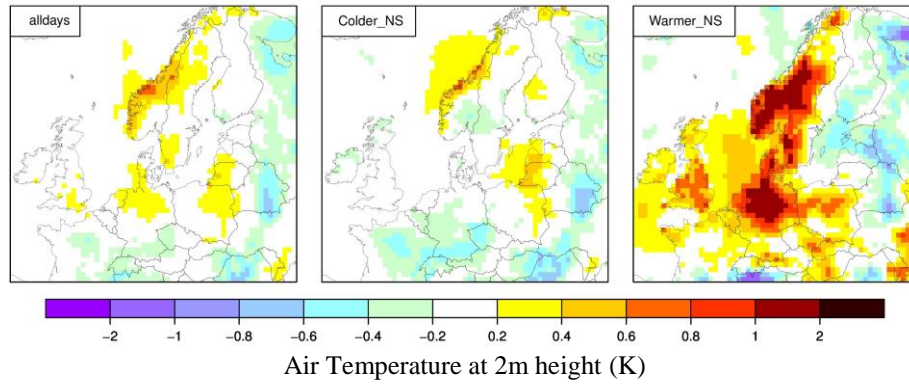 alldays
Colder_NS
Warmer_NS
−2 −1 −0.8 −0.6 −0.4 −0.2 0.2 0.4 0.6 0.8 1 2
Air Temperature at 2m height (K)